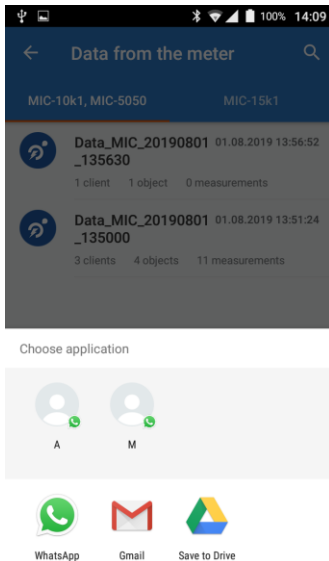 100% 14:09
Data from the meter
MIC-10k1, MIC-5050 MIC-15k1
Data_MIC_20190801 01.08.2019 13:56:52
_135630
1 client 1 object 0 measurements
Data_MIC_20190801 01.08.2019 13:51:24
_135000
3 clients 4 objects 11 measurements
Choose application
A M
WhatsApp Gmail Save to Drive